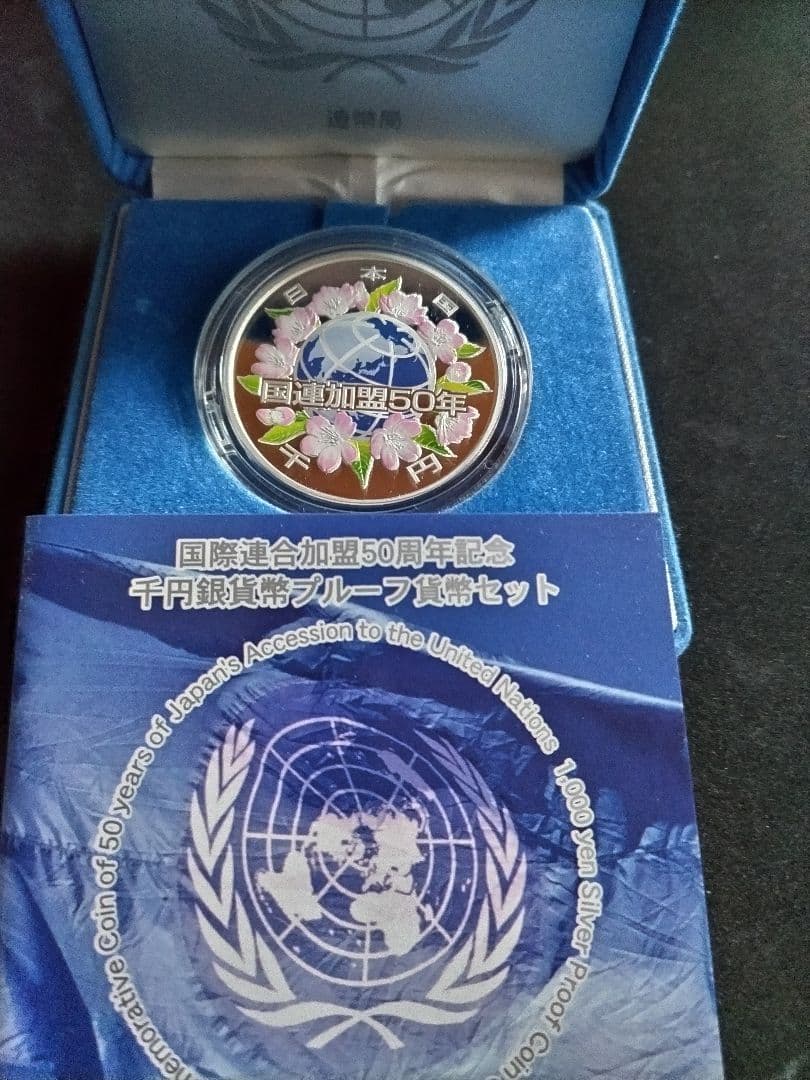 造幣局
日本国
国連加盟50年
千円
国際連合加盟50周年記念
千円銀貨幣プルーフ貨幣セット
memorative Coin of 50 years of Japan's Accession to the United Nations 1,000 yen Silver Proof Coin